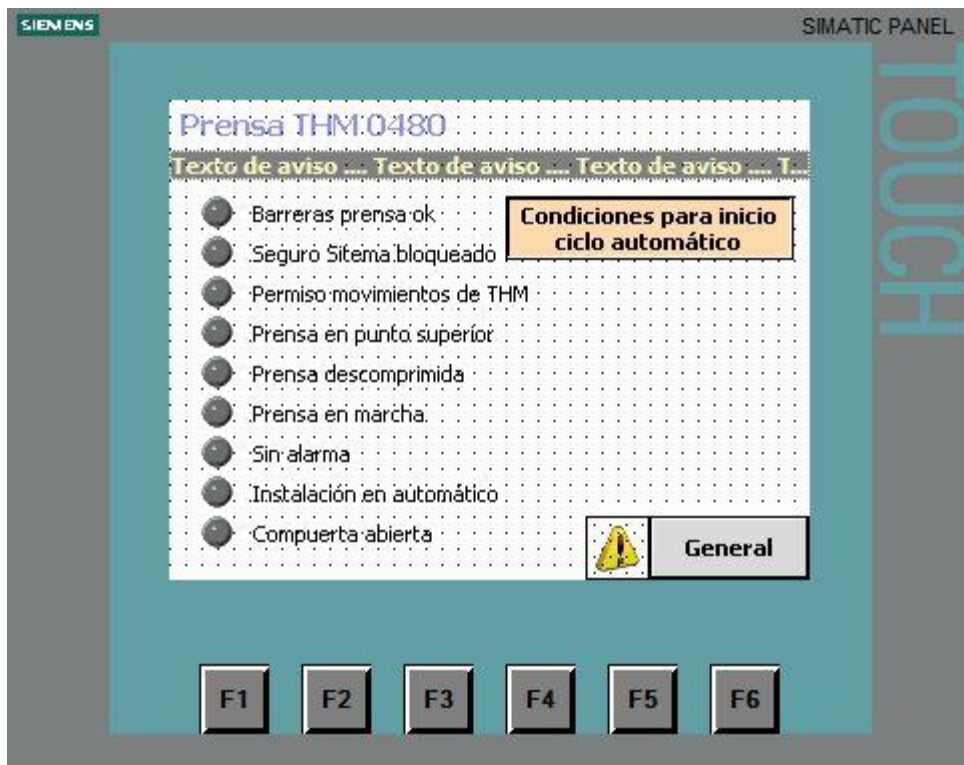 SIEMENS
SIMATIC PANEL
TOUCH
Prensa THM.0480
Texto de aviso .... Texto de aviso .... Texto de aviso .... T...
Barreras prensa ok
Condiciones para inicio
ciclo automático
Seguro Sitema bloqueado
Permiso movimientos de THM
Prensa en punto superior
Prensa descomprimida
Prensa en marcha
Sin alarma
Instalación en automático
Compuerta abierta
General
F1 F2 F3 F4 F5 F6